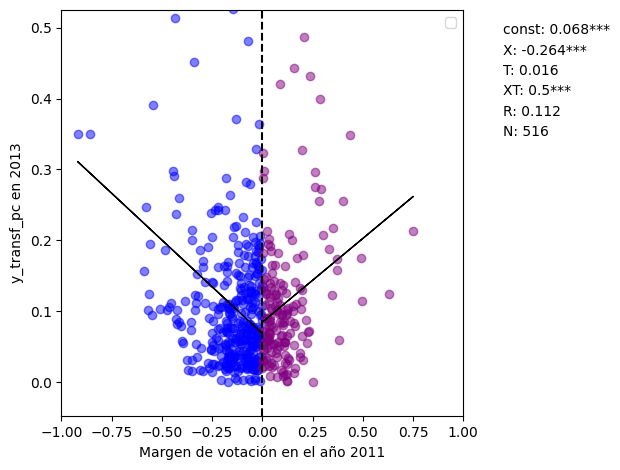 const: 0.068***
X: -0.264***
T: 0.016
XT: 0.5***
R: 0.112
N: 516
y_transf_pc en 2013
0.5
0.4
0.3
0.2
0.1
0.0
−1.00 −0.75 −0.50 −0.25 0.00 0.25 0.50 0.75 1.00
Margen de votación en el año 2011